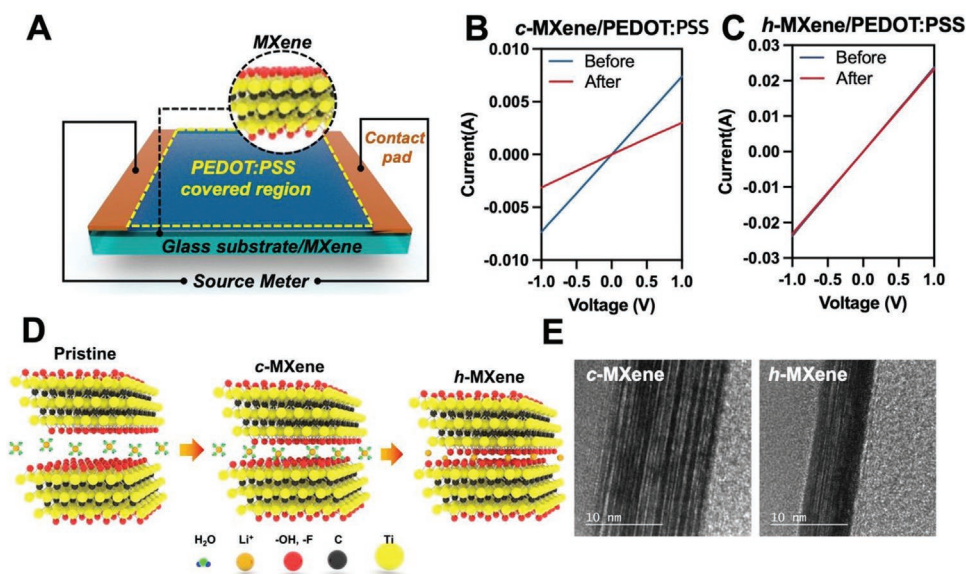 A
MXene
Contact
pad
PEDOT:PSS
covered region
Glass substrate/MXene
Source Meter
B
c-MXene/PEDOT:PSS
Before
After
0.010
0.005
0.000
-0.005
-0.010
Current(A)
-1.0 -0.5 0.0 0.5 1.0
Voltage (V)
C
h-MXene/PEDOT:PSS
Before
After
0.03
0.02
0.01
0.00
-0.01
-0.02
-0.03
Current(A)
-1.0 -0.5 0.0 0.5 1.0
Voltage (V)
D
Pristine
c-MXene
h-MXene
H₂O Li⁺ -OH, -F C Ti
E
c-MXene
10 nm
h-MXene
10 nm